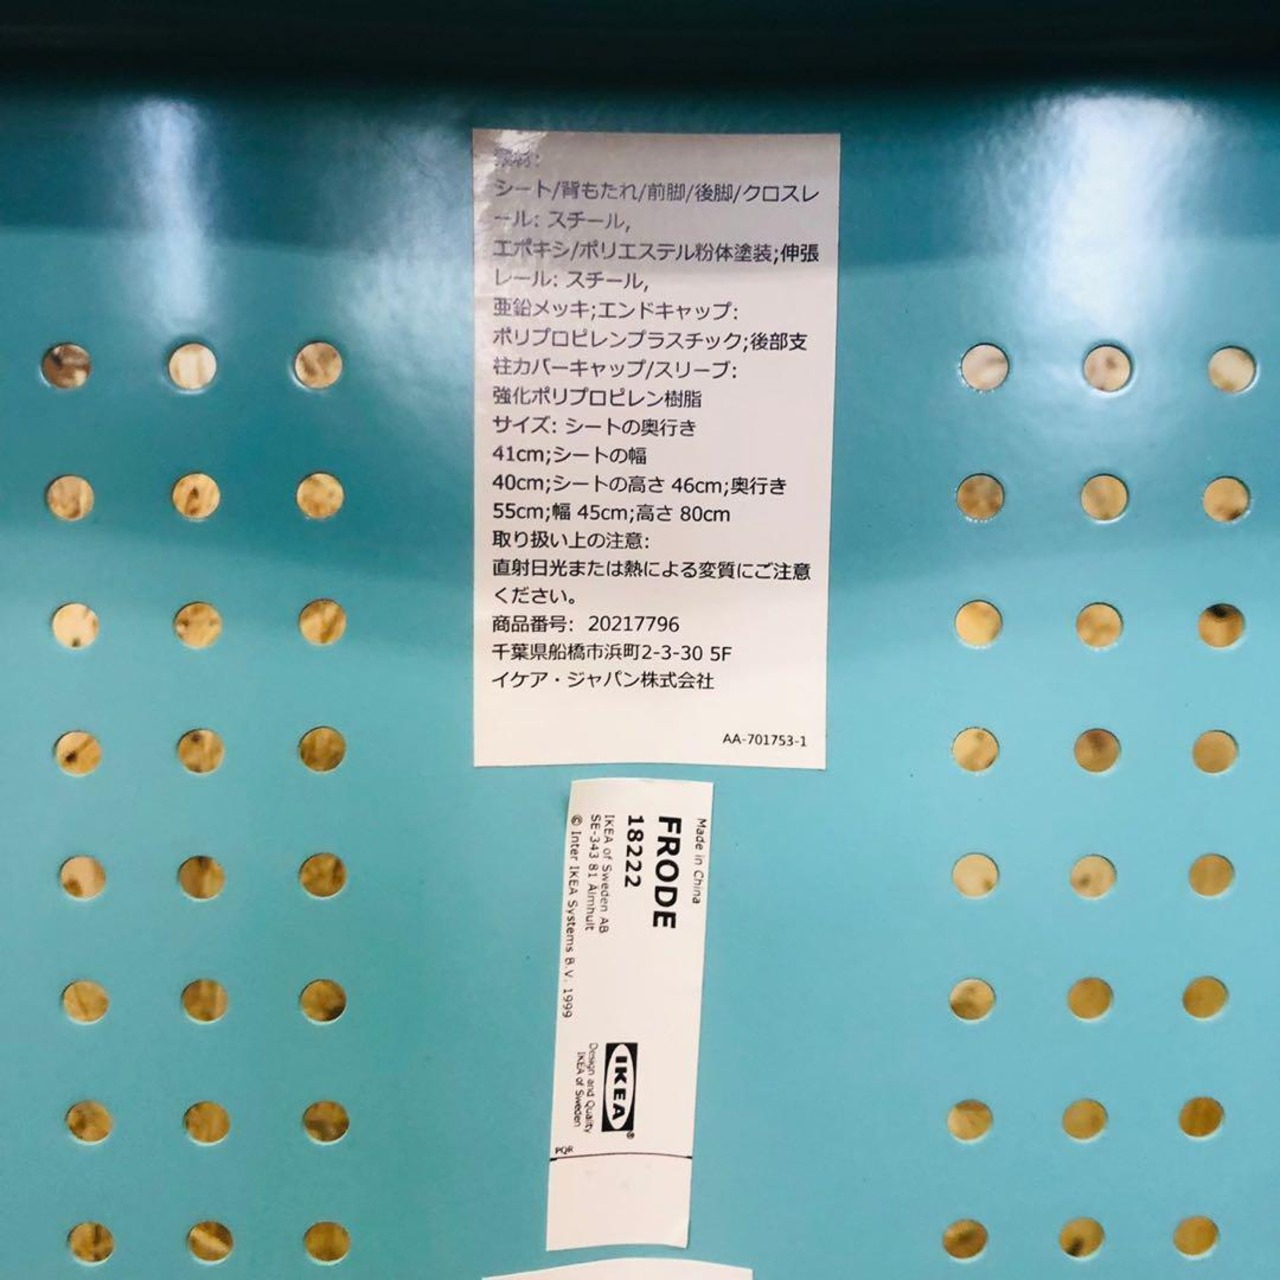 素材:
シート/背もたれ/前脚/後脚/クロスレ
ール: スチール,
エポキシ/ポリエステル粉体塗装;伸張
レール: スチール,
亜鉛メッキ;エンドキャップ:
ポリプロピレンプラスチック;後部支
柱カバーキャップ/スリーブ:
強化ポリプロピレン樹脂
サイズ: シートの奥行き
41cm;シートの幅
40cm;シートの高さ 46cm;奥行き
55cm;幅 45cm;高さ 80cm
取り扱い上の注意:
直射日光または熱による変質にご注意
ください。
商品番号: 20217796
千葉県船橋市浜町2-3-30 5F
イケア・ジャパン株式会社
AA-701753-1
Made in China
FRODE
18222
IKEA of Sweden AB
SE-343 81 Älmhult
© Inter IKEA Systems B.V. 1999
IKEA®
Design and Quality
IKEA of Sweden
PQR